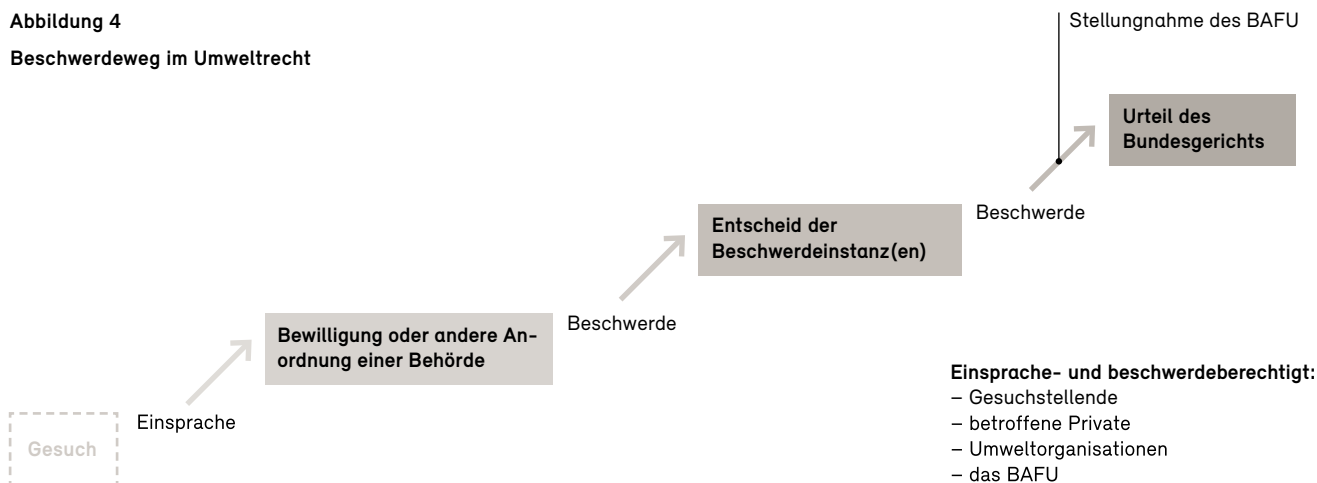 Abbildung 4
Beschwerdeweg im Umweltrecht
Stellungnahme des BAFU
Urteil des
Bundesgerichts
Beschwerde
Entscheid der
Beschwerdeinstanz(en)
Beschwerde
Bewilligung oder andere An-
ordnung einer Behörde
Einsprache
Gesuch
Einsprache- und beschwerdeberechtigt:
– Gesuchstellende
– betroffene Private
– Umweltorganisationen
– das BAFU